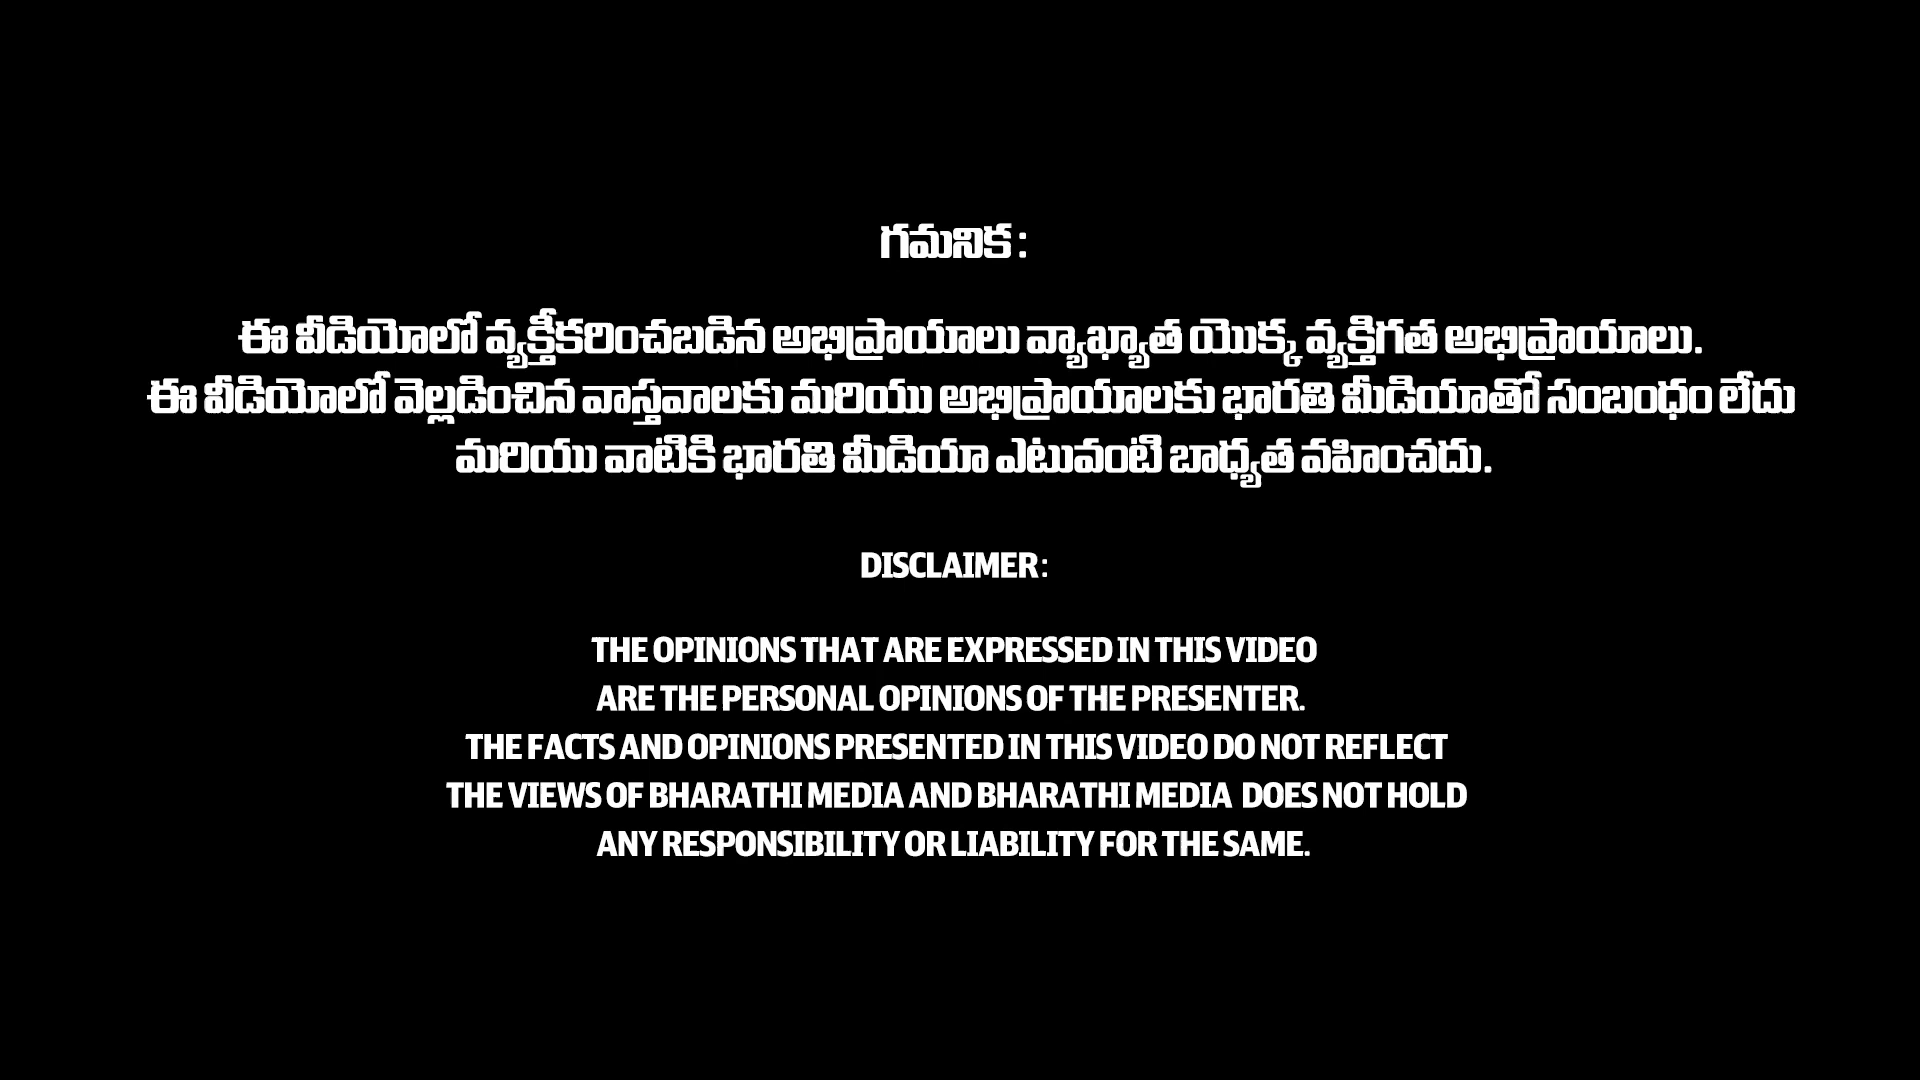 గమనిక :
ఈ వీడియోలో వ్యక్తీకరించబడిన అభిప్రాయాలు వ్యాఖ్యాత యొక్క వ్యక్తిగత అభిప్రాయాలు.
ఈ వీడియోలో వెల్లడించిన వాస్తవాలకు మరియు అభిప్రాయాలకు భారతి మీడియాతో సంబంధం లేదు
మరియు వాటికి భారతి మీడియా ఎటువంటి బాధ్యత వహించదు.
DISCLAIMER :
THE OPINIONS THAT ARE EXPRESSED IN THIS VIDEO
ARE THE PERSONAL OPINIONS OF THE PRESENTER.
THE FACTS AND OPINIONS PRESENTED IN THIS VIDEO DO NOT REFLECT
THE VIEWS OF BHARATHI MEDIA AND BHARATHI MEDIA DOES NOT HOLD
ANY RESPONSIBILITY OR LIABILITY FOR THE SAME.